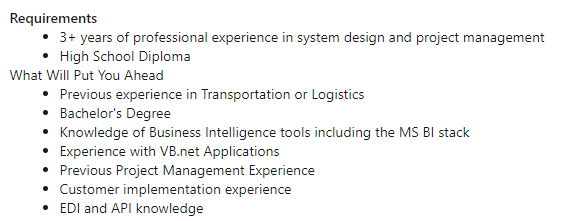 Requirements
• 3+ years of professional experience in system design and project management
• High School Diploma
What Will Put You Ahead
• Previous experience in Transportation or Logistics
• Bachelor's Degree
• Knowledge of Business Intelligence tools including the MS BI stack
• Experience with VB.net Applications
• Previous Project Management Experience
• Customer implementation experience
• EDI and API knowledge